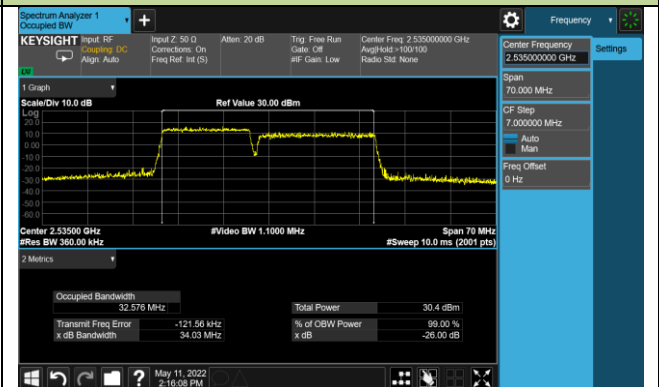 Spectrum Analyzer 1
Occupied BW
+
Frequency
KEYSIGHT
Input: RF
Coupling: DC
Align: Auto
Input Z: 50 Ω
Corrections: On
Freq Ref: Int (S)
Atten: 20 dB
Trig: Free Run
Gate: Off
#IF Gain: Low
Center Freq: 2.535000000 GHz
Avg|Hold:>100/100
Radio Std: None
Center Frequency
2.535000000 GHz
Settings
Span
70.000 MHz
CF Step
7.000000 MHz
Auto
Man
Freq Offset
0 Hz
1 Graph
Scale/Div 10.0 dB
Ref Value 30.00 dBm
Log
20.0
10.0
0.00
-10.0
-20.0
-30.0
-40.0
-50.0
-60.0
Center 2.53500 GHz
#Video BW 1.1000 MHz
Span 70 MHz
#Res BW 360.00 kHz
#Sweep 10.0 ms (2001 pts)
2 Metrics
Occupied Bandwidth
32.576 MHz
Total Power 30.4 dBm
Transmit Freq Error -121.56 kHz
% of OBW Power 99.00 %
x dB Bandwidth 34.03 MHz
x dB -26.00 dB
?
May 11, 2022
2:16:08 PM